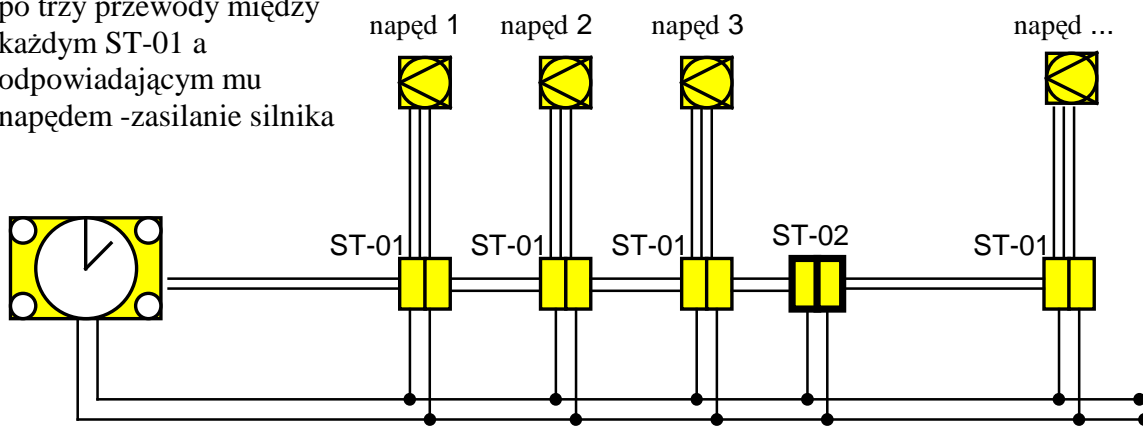 po trzy przewody między
każdym ST-01 a
odpowiadającym mu
napędem -zasilanie silnika
napęd 1 napęd 2 napęd 3 napęd ...
ST-01 ST-01 ST-01 ST-02 ST-01